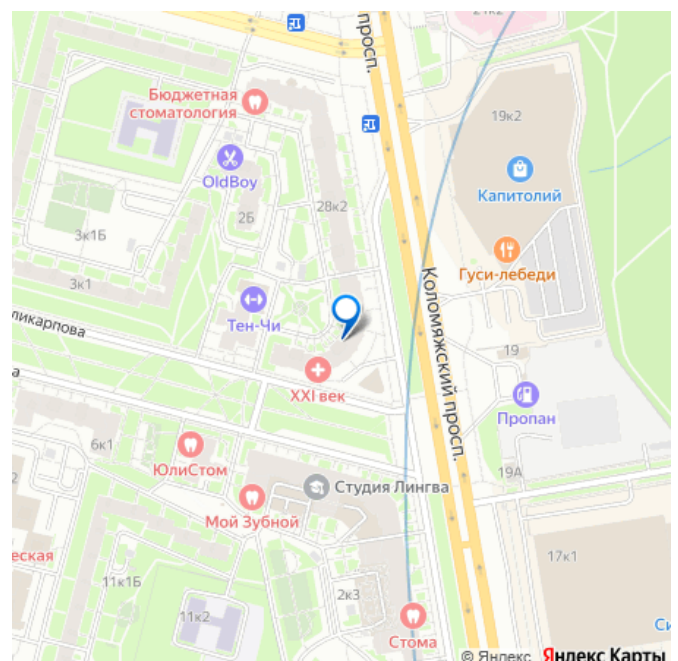 21к2
просп.
19к2
Бюджетная
стоматология
OldBoy
Капитолий
28к2
2Б
3к1Б
Гуси-лебеди
3к1
Тен-Чи
Коломяжский просп.
ликарпова
19
XXI век
Пропан
а
6к1
ЮлиСтом
19А
Студия Лингва
2
Мой Зубной
еская
17к1
11к1Б
2к3
11к2
Си
Стома
© Яндекс Яндекс Карты